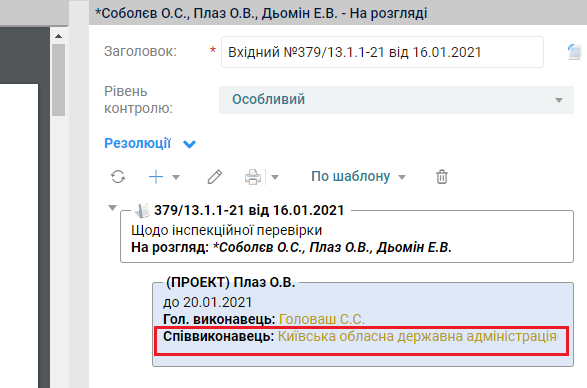 *Соболєв О.С., Плаз О.В., Дьомін Е.В. - На розгляді
Заголовок: * Вхідний №379/13.1.1-21 від 16.01.2021
Рівень контролю: Особливий
Резолюції
По шаблону
379/13.1.1-21 від 16.01.2021
Щодо інспекційної перевірки
На розгляд: *Соболєв О.С., Плаз О.В., Дьомін Е.В.
(ПРОЕКТ) Плаз О.В.
до 20.01.2021
Гол. виконавець: Головаш С.С.
Співвиконавець: Київська обласна державна адміністрація